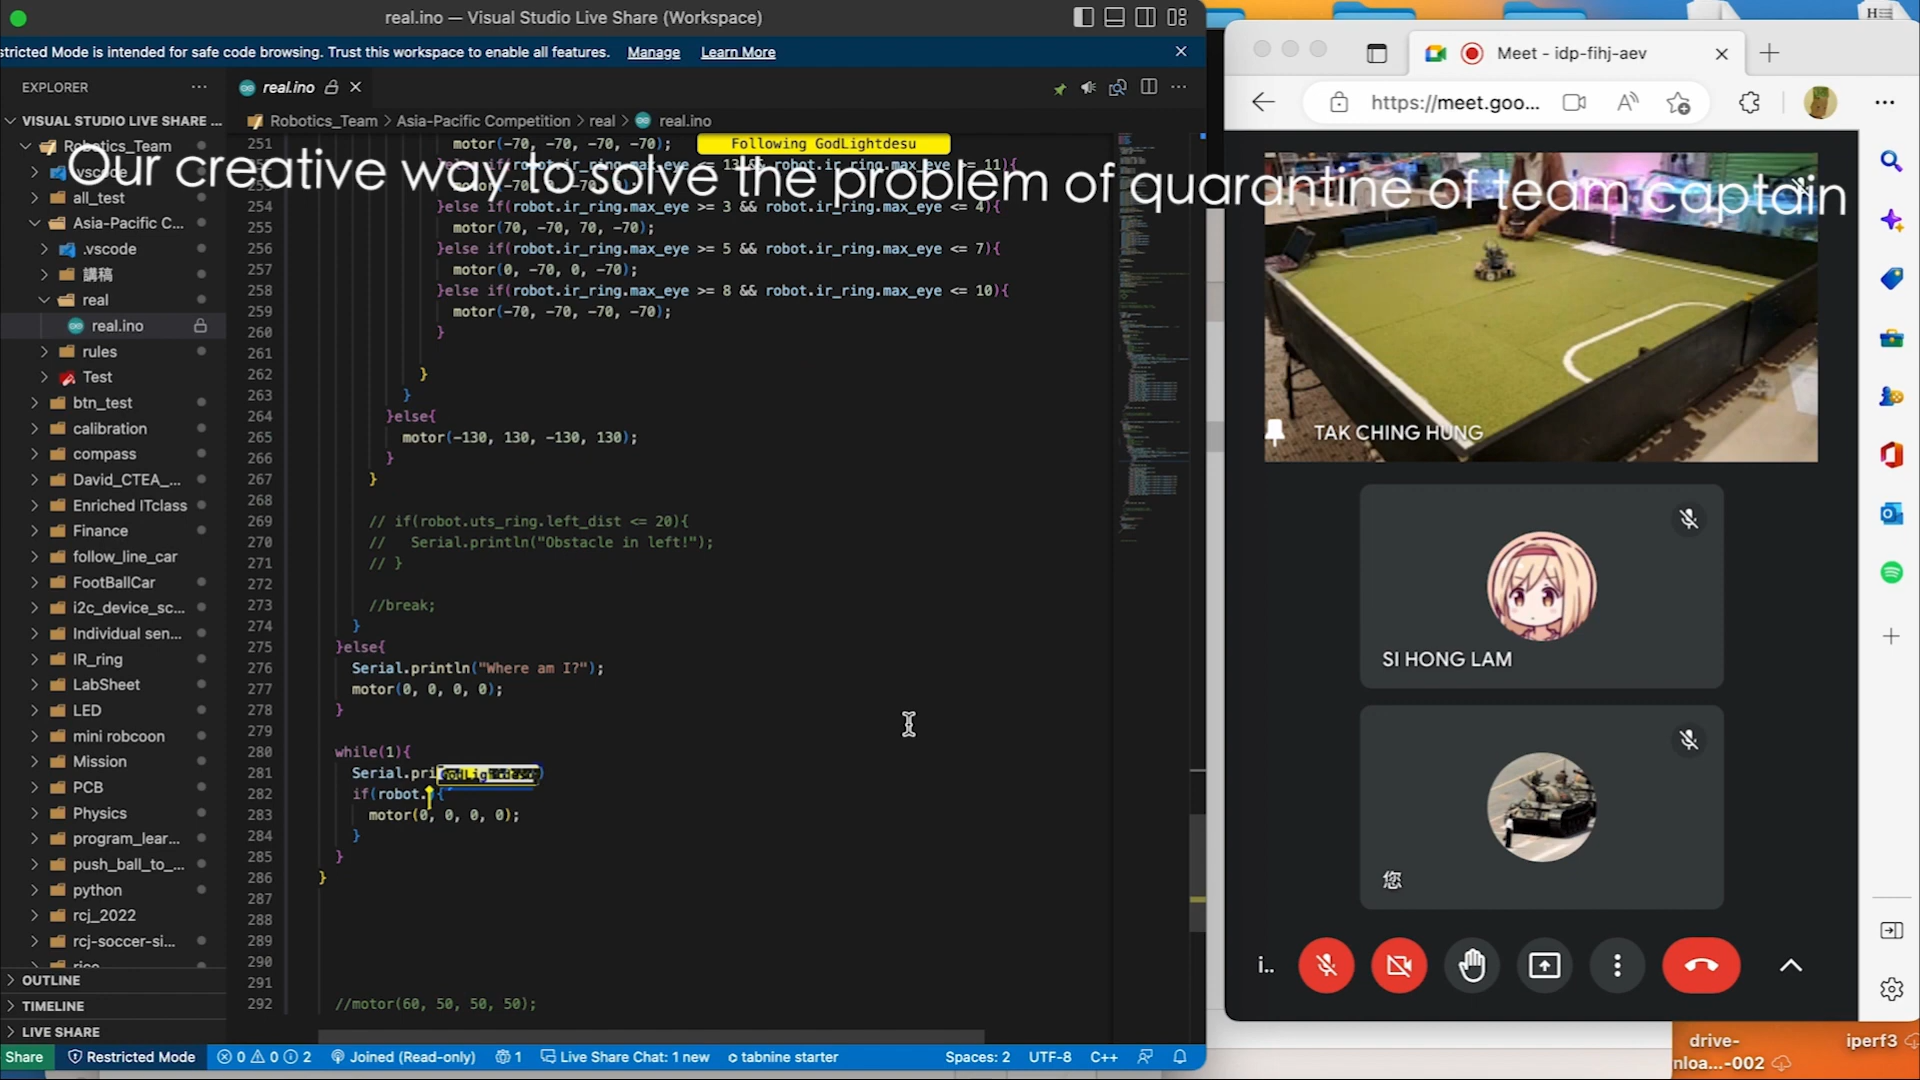 real.ino — Visual Studio Live Share (Workspace)
stricted Mode is intended for safe code browsing. Trust this workspace to enable all features. Manage Learn More
EXPLORER
real.ino
VISUAL STUDIO LIVE SHARE ...
Robotics_Team > Asia-Pacific Competition > real > real.ino
Following GodLightdesu
Our creative way to solve the problem of quarantine of team captain
Robotics_Team
.vscode
all_test
Asia-Pacific C...
.vscode
講稿
real
real.ino
rules
Test
btn_test
calibration
compass
David_CTEA_...
Enriched ITclass
Finance
follow_line_car
FootBallCar
i2c_device_sc...
Individual sen...
IR_ring
LabSheet
LED
mini robcoon
Mission
PCB
Physics
program_lear...
push_ball_to_...
python
rcj_2022
rcj-soccer-si...
OUTLINE
TIMELINE
LIVE SHARE
251 motor(-70, -70, -70, -70);
robot.ir_ring.max_eye
254 }else if(robot.ir_ring.max_eye >= 3 && robot.ir_ring.max_eye <= 4){
255 motor(70, -70, 70, -70);
256 }else if(robot.ir_ring.max_eye >= 5 && robot.ir_ring.max_eye <= 7){
257 motor(0, -70, 0, -70);
258 }else if(robot.ir_ring.max_eye >= 8 && robot.ir_ring.max_eye <= 10){
259 motor(-70, -70, -70, -70);
260 }
261
262 }
263 }
264 }else{
265 motor(-130, 130, -130, 130);
266 }
267 }
268
269 // if(robot.uts_ring.left_dist <= 20){
270 // Serial.println("Obstacle in left!");
271 // }
272
273 //break;
274 }
275 }else{
276 Serial.println("Where am I?");
277 motor(0, 0, 0, 0);
278 }
279
280 while(1){
281 Serial.pri
282 if(robot.){
283 motor(0, 0, 0, 0);
284 }
285 }
286 }
287
288
289
290
291
292 //motor(60, 50, 50, 50);
Share Restricted Mode 0 0 2 Joined (Read-only) 1 Live Share Chat: 1 new tabnine starter Spaces: 2 UTF-8 C++
Meet - idp-fihj-aev
https://meet.goo...
TAK CHING HUNG
SI HONG LAM
您
i..
drive-
nloa...-002
iperf3